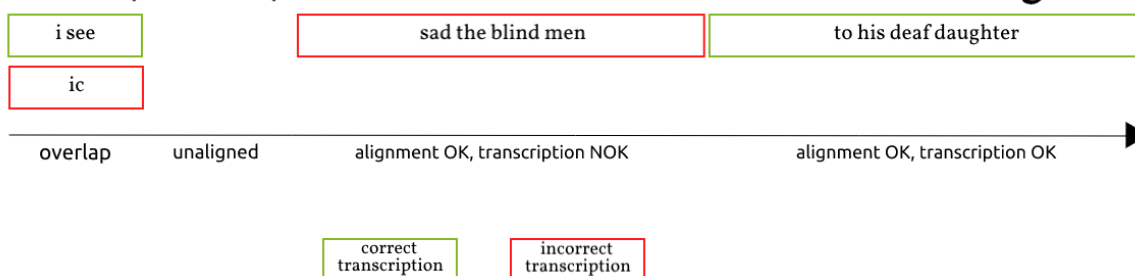 i see
sad the blind men
to his deaf daughter
ic
overlap
unaligned
alignment OK, transcription NOK
alignment OK, transcription OK
correct
transcription
incorrect
transcription